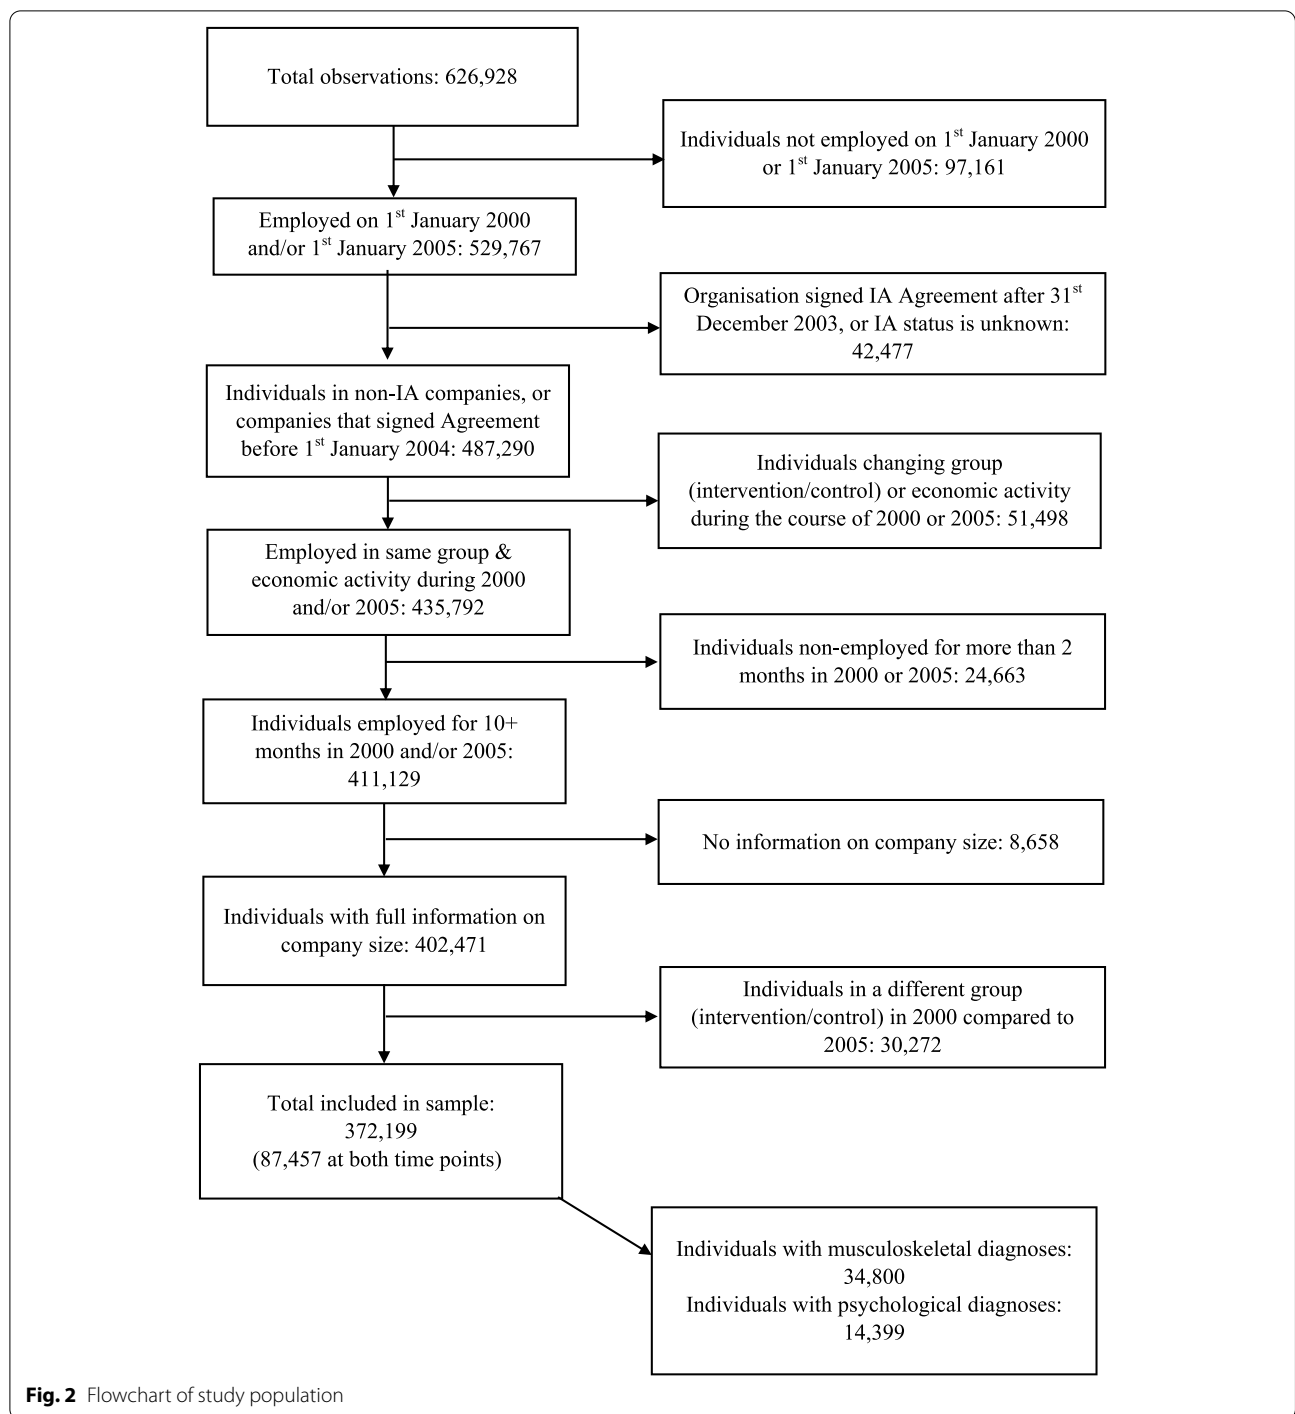 Total observations: 626,928
Individuals not employed on 1st January 2000
or 1st January 2005: 97,161
Employed on 1st January 2000
and/or 1st January 2005: 529,767
Organisation signed IA Agreement after 31st
December 2003, or IA status is unknown:
42,477
Individuals in non-IA companies, or
companies that signed Agreement
before 1st January 2004: 487,290
Individuals changing group
(intervention/control) or economic activity
during the course of 2000 or 2005: 51,498
Employed in same group &
economic activity during 2000
and/or 2005: 435,792
Individuals non-employed for more than 2
months in 2000 or 2005: 24,663
Individuals employed for 10+
months in 2000 and/or 2005:
411,129
No information on company size: 8,658
Individuals with full information on
company size: 402,471
Individuals in a different group
(intervention/control) in 2000 compared to
2005: 30,272
Total included in sample:
372,199
(87,457 at both time points)
Individuals with musculoskeletal diagnoses:
34,800
Individuals with psychological diagnoses:
14,399
Fig. 2 Flowchart of study population